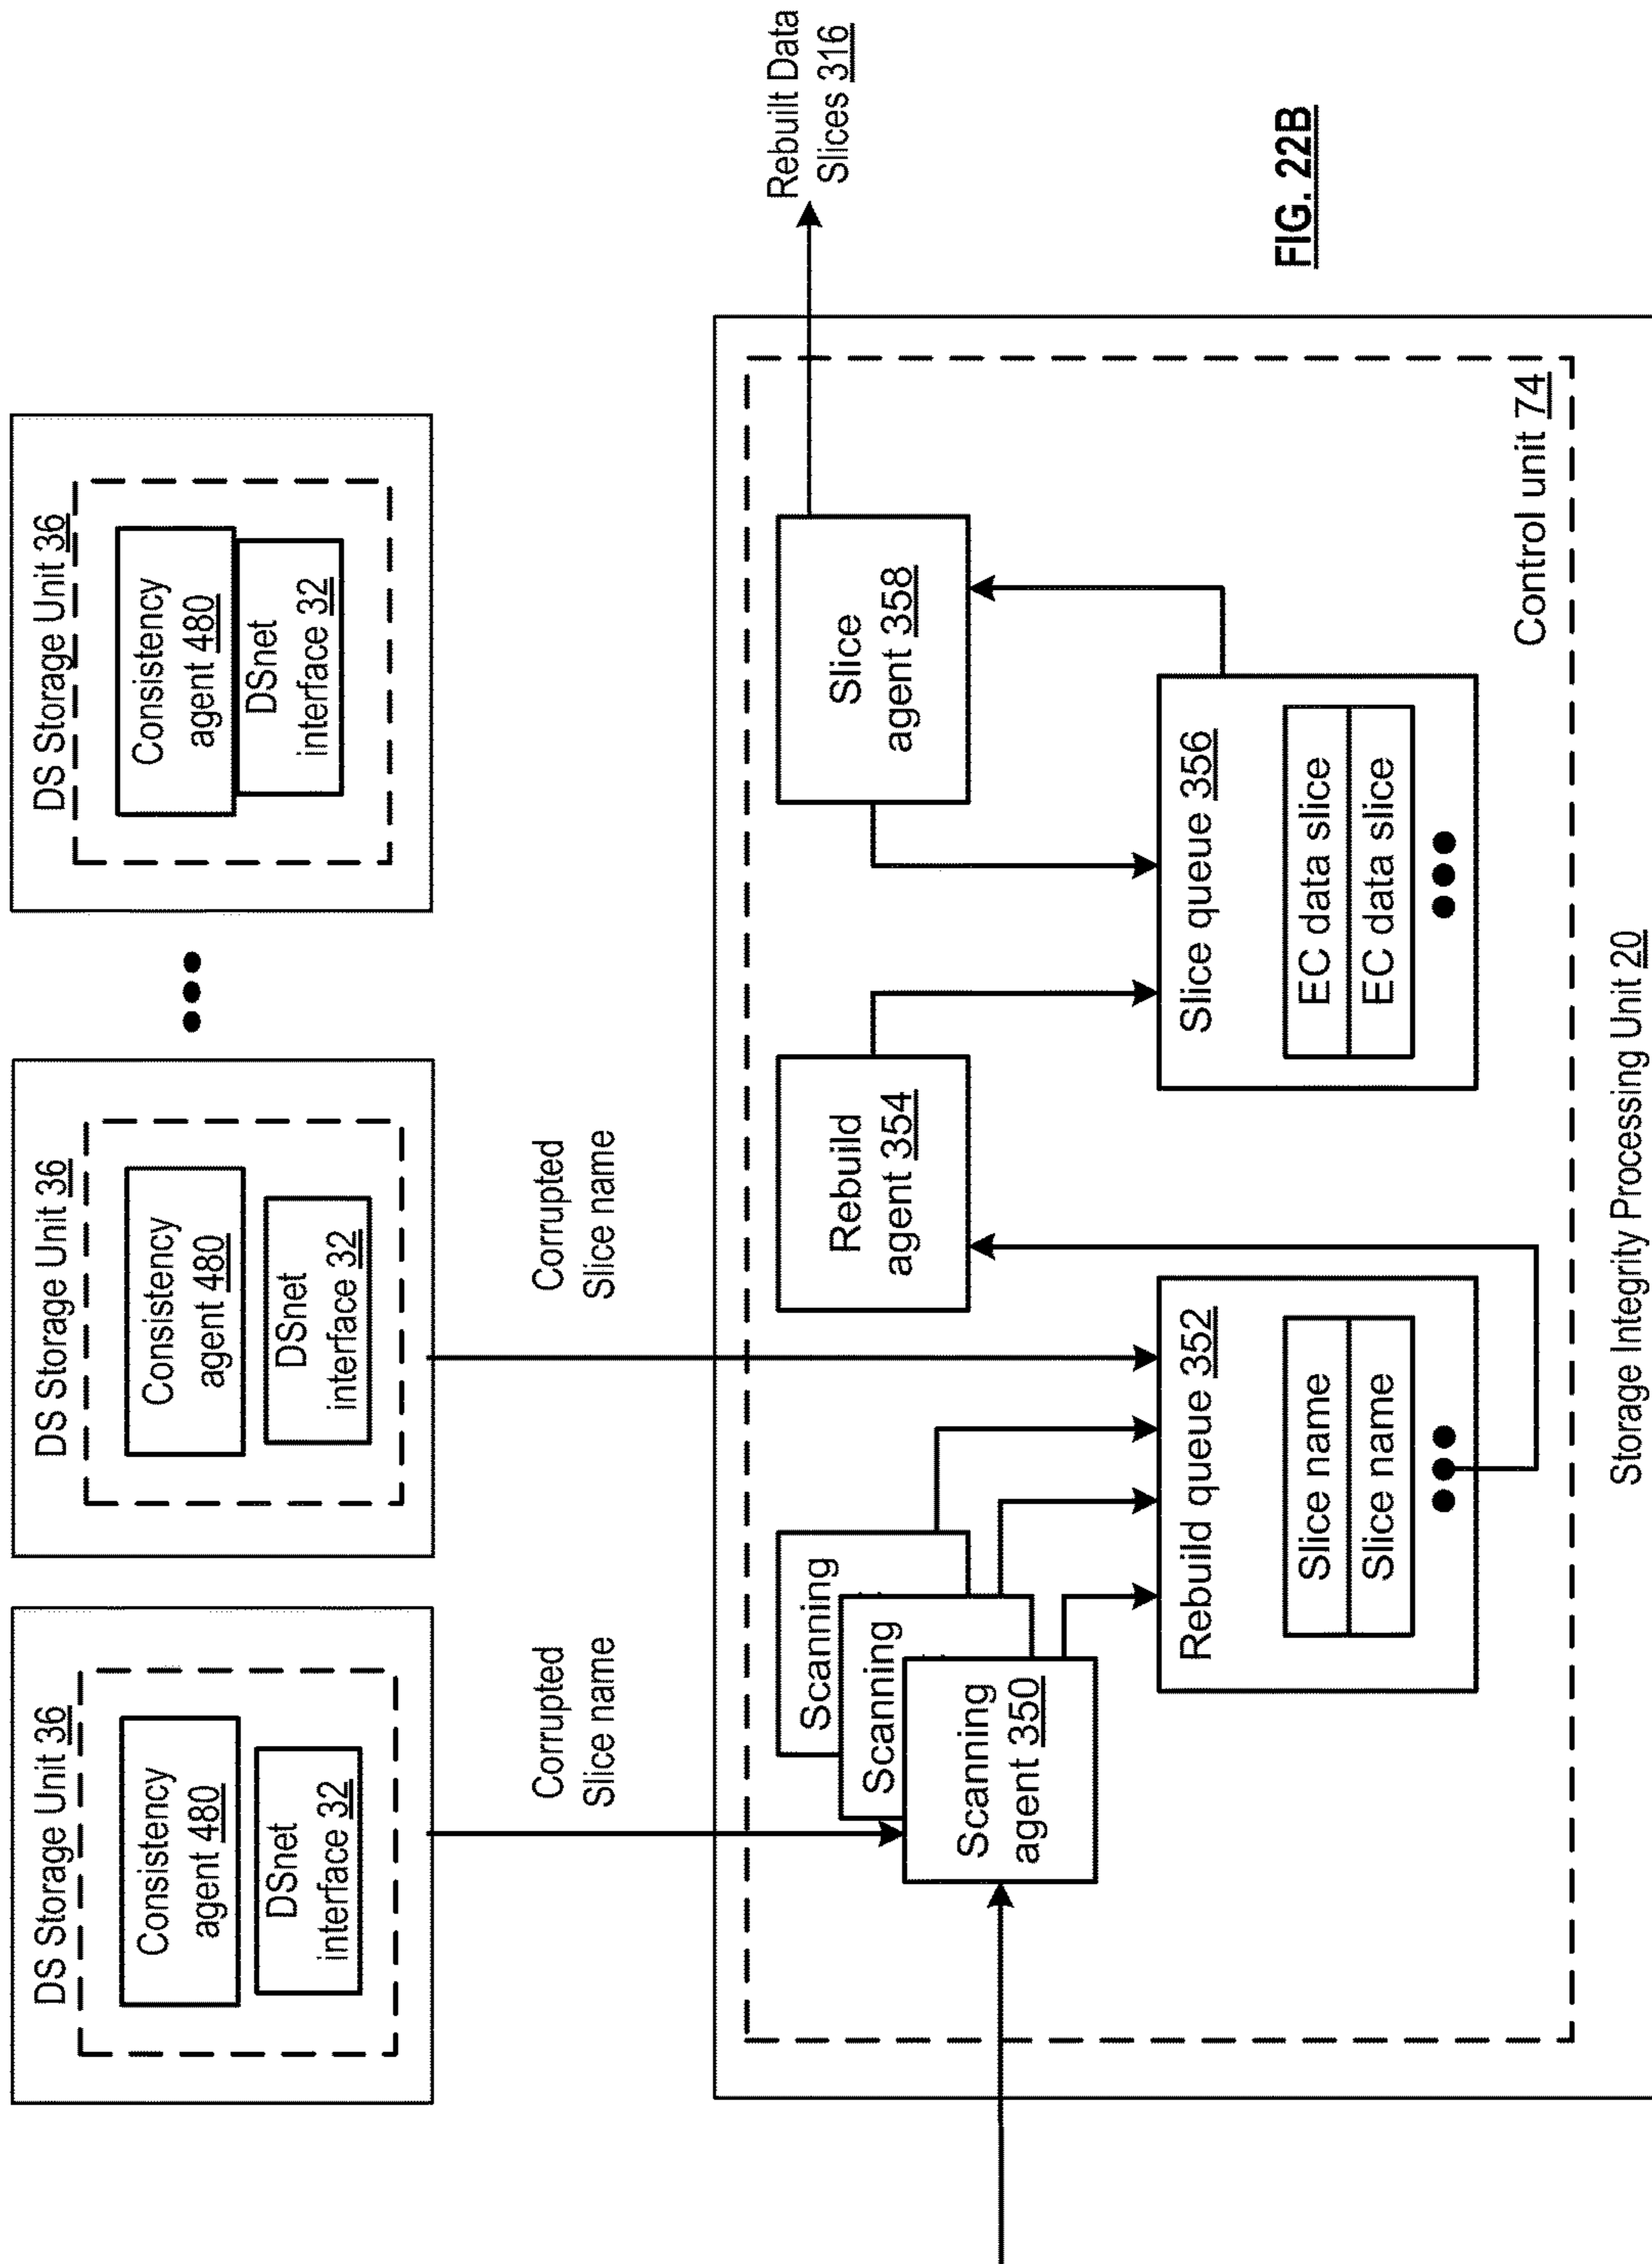 DS Storage Unit 36
Consistency
agent 480
DSnet
interface 32
DS Storage Unit 36
Consistency
agent 480
DSnet
interface 32
DS Storage Unit 36
Consistency
agent 480
DSnet
interface 32
Corrupted
Slice name
Corrupted
Slice name
Rebuilt Data
Slices 316
Scanning
Scanning
Scanning
agent 350
Rebuild
agent 354
Slice
agent 358
Rebuild queue 352
Slice name
Slice name
Slice queue 356
EC data slice
EC data slice
Control unit 74
Storage Integrity Processing Unit 20
FIG. 22B